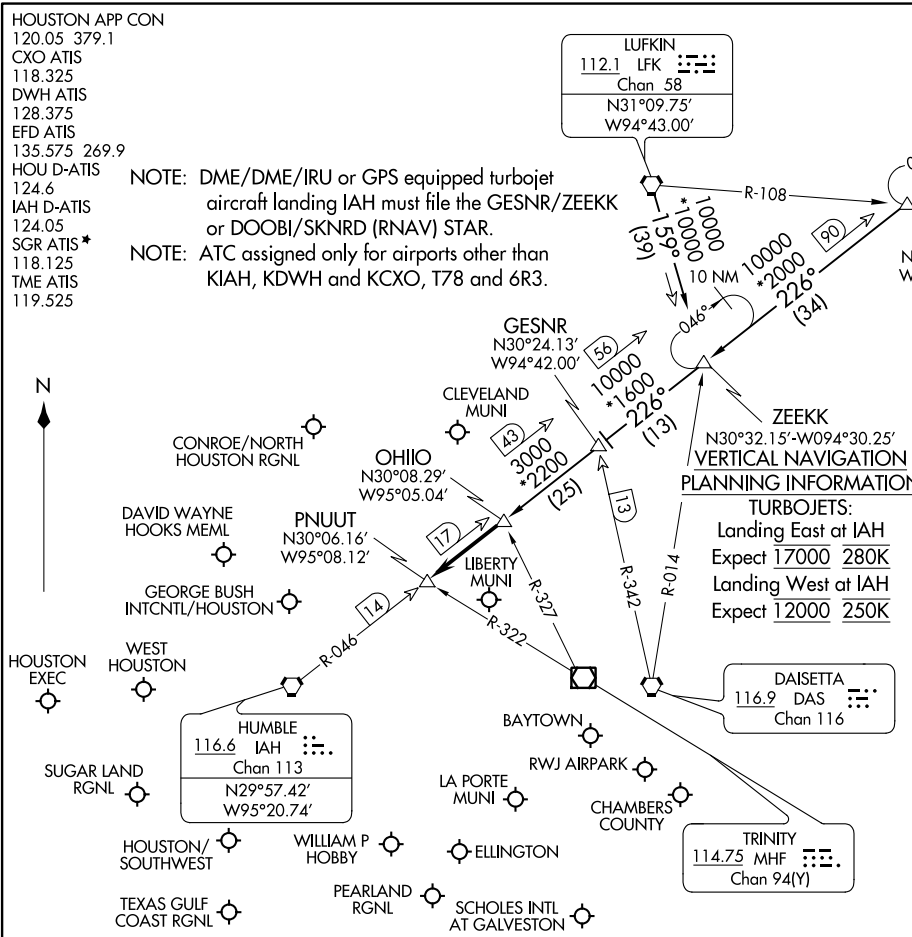 HOUSTON APP CON
120.05 379.1
CXO ATIS
118.325
DWH ATIS
128.375
EFD ATIS
135.575 269.9
HOU D-ATIS
124.6
IAH D-ATIS
124.05
SGR ATIS★
118.125
TME ATIS
119.525
NOTE: DME/DME/IRU or GPS equipped turbojet
aircraft landing IAH must file the GESNR/ZEEKK
or DOOBI/SKNRD (RNAV) STAR.
NOTE: ATC assigned only for airports other than
KIAH, KDWH and KCXO, T78 and 6R3.
LUFKIN
112.1 LFK
Chan 58
N31°09.75'
W94°43.00'
R-108
10000
*10000
159°
(39)
10 NM
046°
90
10000
*2000
226°
(34)
N
W
GESNR
N30°24.13'
W94°42.00'
56
10000
*1600
226°
(13)
ZEEKK
N30°32.15'-W094°30.25'
VERTICAL NAVIGATION
PLANNING INFORMATION
TURBOJETS:
Landing East at IAH
Expect 17000 280K
Landing West at IAH
Expect 12000 250K
N
CLEVELAND
MUNI
CONROE/NORTH
HOUSTON RGNL
43
3000
*2200
(25)
OHIIO
N30°08.29'
W95°05.04'
DAVID WAYNE
HOOKS MEML
PNUUT
N30°06.16'
W95°08.12'
17
13
LIBERTY
MUNI
R-327
R-342
R-014
GEORGE BUSH
INTCNTL/HOUSTON
14
R-046
R-322
HOUSTON
EXEC
WEST
HOUSTON
DAISETTA
116.9 DAS
Chan 116
HUMBLE
116.6 IAH
Chan 113
N29°57.42'
W95°20.74'
BAYTOWN
RWJ AIRPARK
SUGAR LAND
RGNL
LA PORTE
MUNI
CHAMBERS
COUNTY
HOUSTON/
SOUTHWEST
WILLIAM P
HOBBY
ELLINGTON
TRINITY
114.75 MHF
Chan 94(Y)
TEXAS GULF
COAST RGNL
PEARLAND
RGNL
SCHOLES INTL
AT GALVESTON